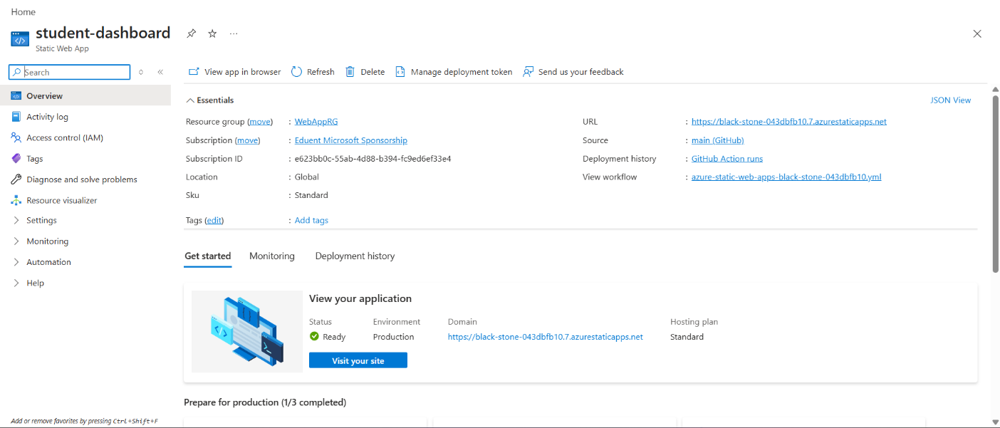 Home
student-dashboard
Static Web App
Search
View app in browser Refresh Delete Manage deployment token Send us your feedback
Overview
Activity log
Access control (IAM)
Tags
Diagnose and solve problems
Resource visualizer
Settings
Monitoring
Automation
Help
Add or remove favorites by pressing Ctrl+Shift+F
Essentials
JSON View
Resource group (move) : WebAppRG
Subscription (move) : Eduent Microsoft Sponsorship
Subscription ID : e623bb0c-55ab-4d88-b394-fc9ed6ef33e4
Location : Global
Sku : Standard
Tags (edit) : Add tags
URL : https://black-stone-043dbfb10.7.azurestaticapps.net
Source : main (GitHub)
Deployment history : GitHub Action runs
View workflow : azure-static-web-apps-black-stone-043dbfb10.yml
Get started Monitoring Deployment history
View your application
Status Environment Domain Hosting plan
Ready Production https://black-stone-043dbfb10.7.azurestaticapps.net Standard
Visit your site
Prepare for production (1/3 completed)